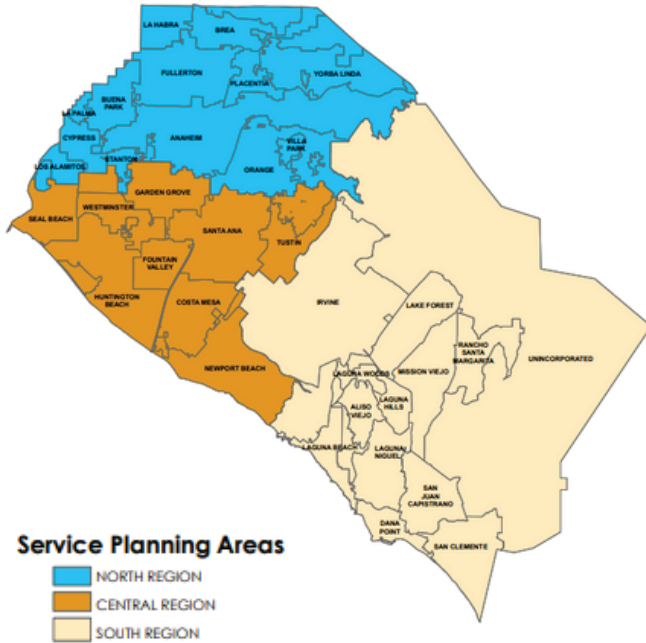 LA HABRA
BREA
FULLERTON
PLACENTIA
YORBA LINDA
BUENA
PARK
LA PALMA
CYPRESS
ANAHEIM
VILLA
PARK
LOS ALAMITOS
STANTON
ORANGE
GARDEN GROVE
SEAL BEACH
WESTMINSTER
SANTA ANA
TUSTIN
FOUNTAIN
VALLEY
HUNTINGTON
BEACH
COSTA MESA
IRVINE
LAKE FOREST
NEWPORT BEACH
RANCHO
SANTA
MARGARITA
UNINCORPORATED
LAGUNA WOODS
MISSION VIEJO
LAGUNA
HILLS
ALISO
VIEJO
LAGUNA BEACH
LAGUNA
NIGUEL
SAN
JUAN
CAPISTRANO
DANA
POINT
SAN CLEMENTE
Service Planning Areas
NORTH REGION
CENTRAL REGION
SOUTH REGION